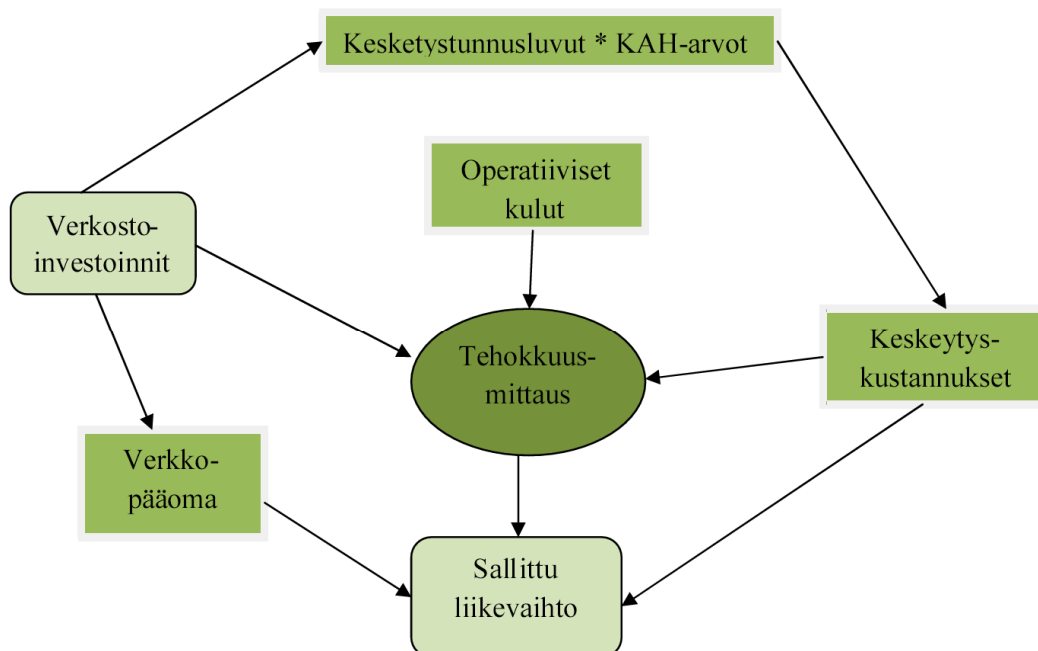 Kesketystunnusluvut * KAH-arvot
Operatiiviset
kulut
Verkosto-
investoinnit
Tehokkuus-
mittaus
Keskeytys-
kustannukset
Verkko-
pääoma
Sallittu
liikevaihto